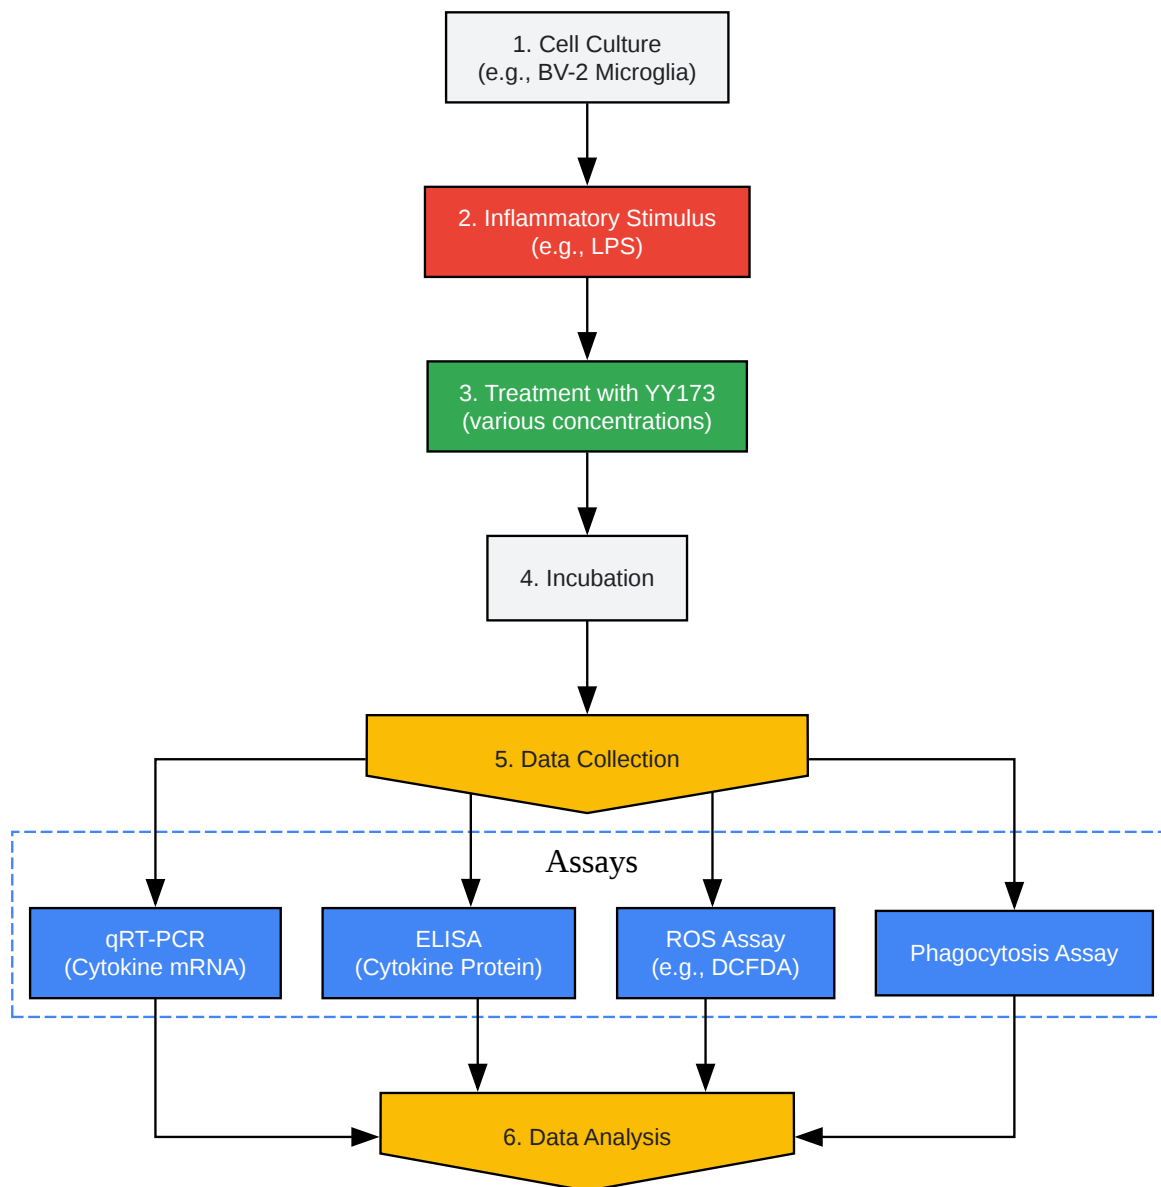 1. Cell Culture
(e.g., BV-2 Microglia)
2. Inflammatory Stimulus
(e.g., LPS)
3. Treatment with YY173
(various concentrations)
4. Incubation
5. Data Collection
Assays
qRT-PCR
(Cytokine mRNA)
ELISA
(Cytokine Protein)
ROS Assay
(e.g., DCFDA)
Phagocytosis Assay
6. Data Analysis